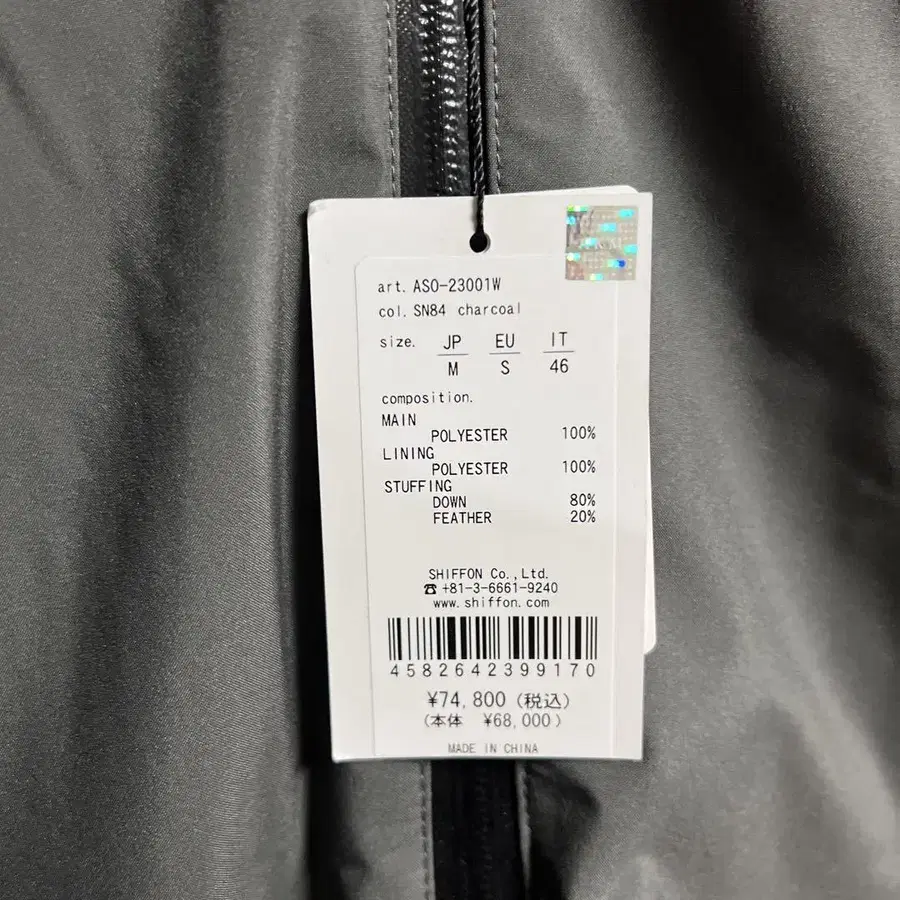 art. ASO-23001W
col. SN84 charcoal
size. JP EU IT
M S 46
composition.
MAIN
POLYESTER 100%
LINING
POLYESTER 100%
STUFFING
DOWN 80%
FEATHER 20%
SHIFFON Co.,Ltd.
☎ +81-3-6661-9240
www.shiffon.com
4582642399170
¥74,800 (税込)
(本体 ¥68,000)
MADE IN CHINA